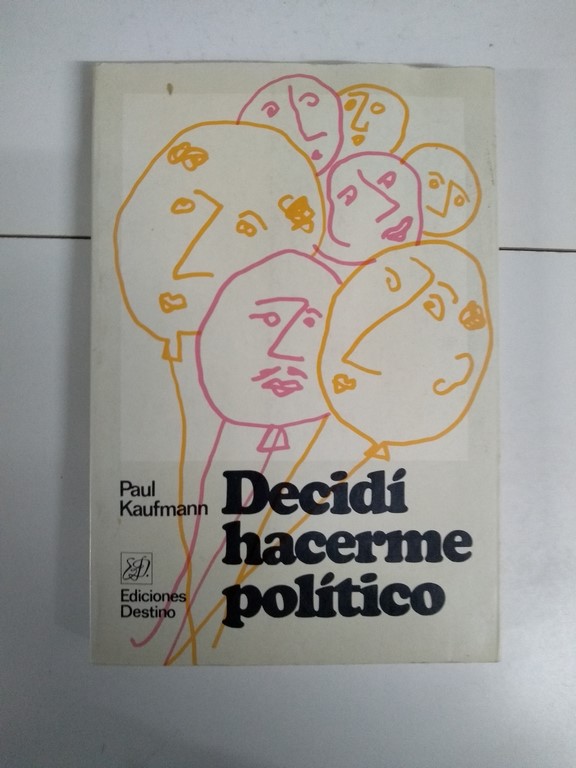 Paul
Kaufmann
Decidí
hacerme
político
Ediciones
Destino